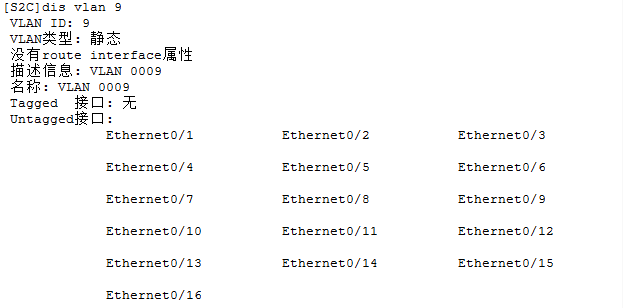 [S2C]dis vlan 9
VLAN ID: 9
VLAN类型: 静态
没有route interface属性
描述信息: VLAN 0009
名称: VLAN 0009
Tagged  接口: 无
Untagged接口:
Ethernet0/1 Ethernet0/2 Ethernet0/3
Ethernet0/4 Ethernet0/5 Ethernet0/6
Ethernet0/7 Ethernet0/8 Ethernet0/9
Ethernet0/10 Ethernet0/11 Ethernet0/12
Ethernet0/13 Ethernet0/14 Ethernet0/15
Ethernet0/16